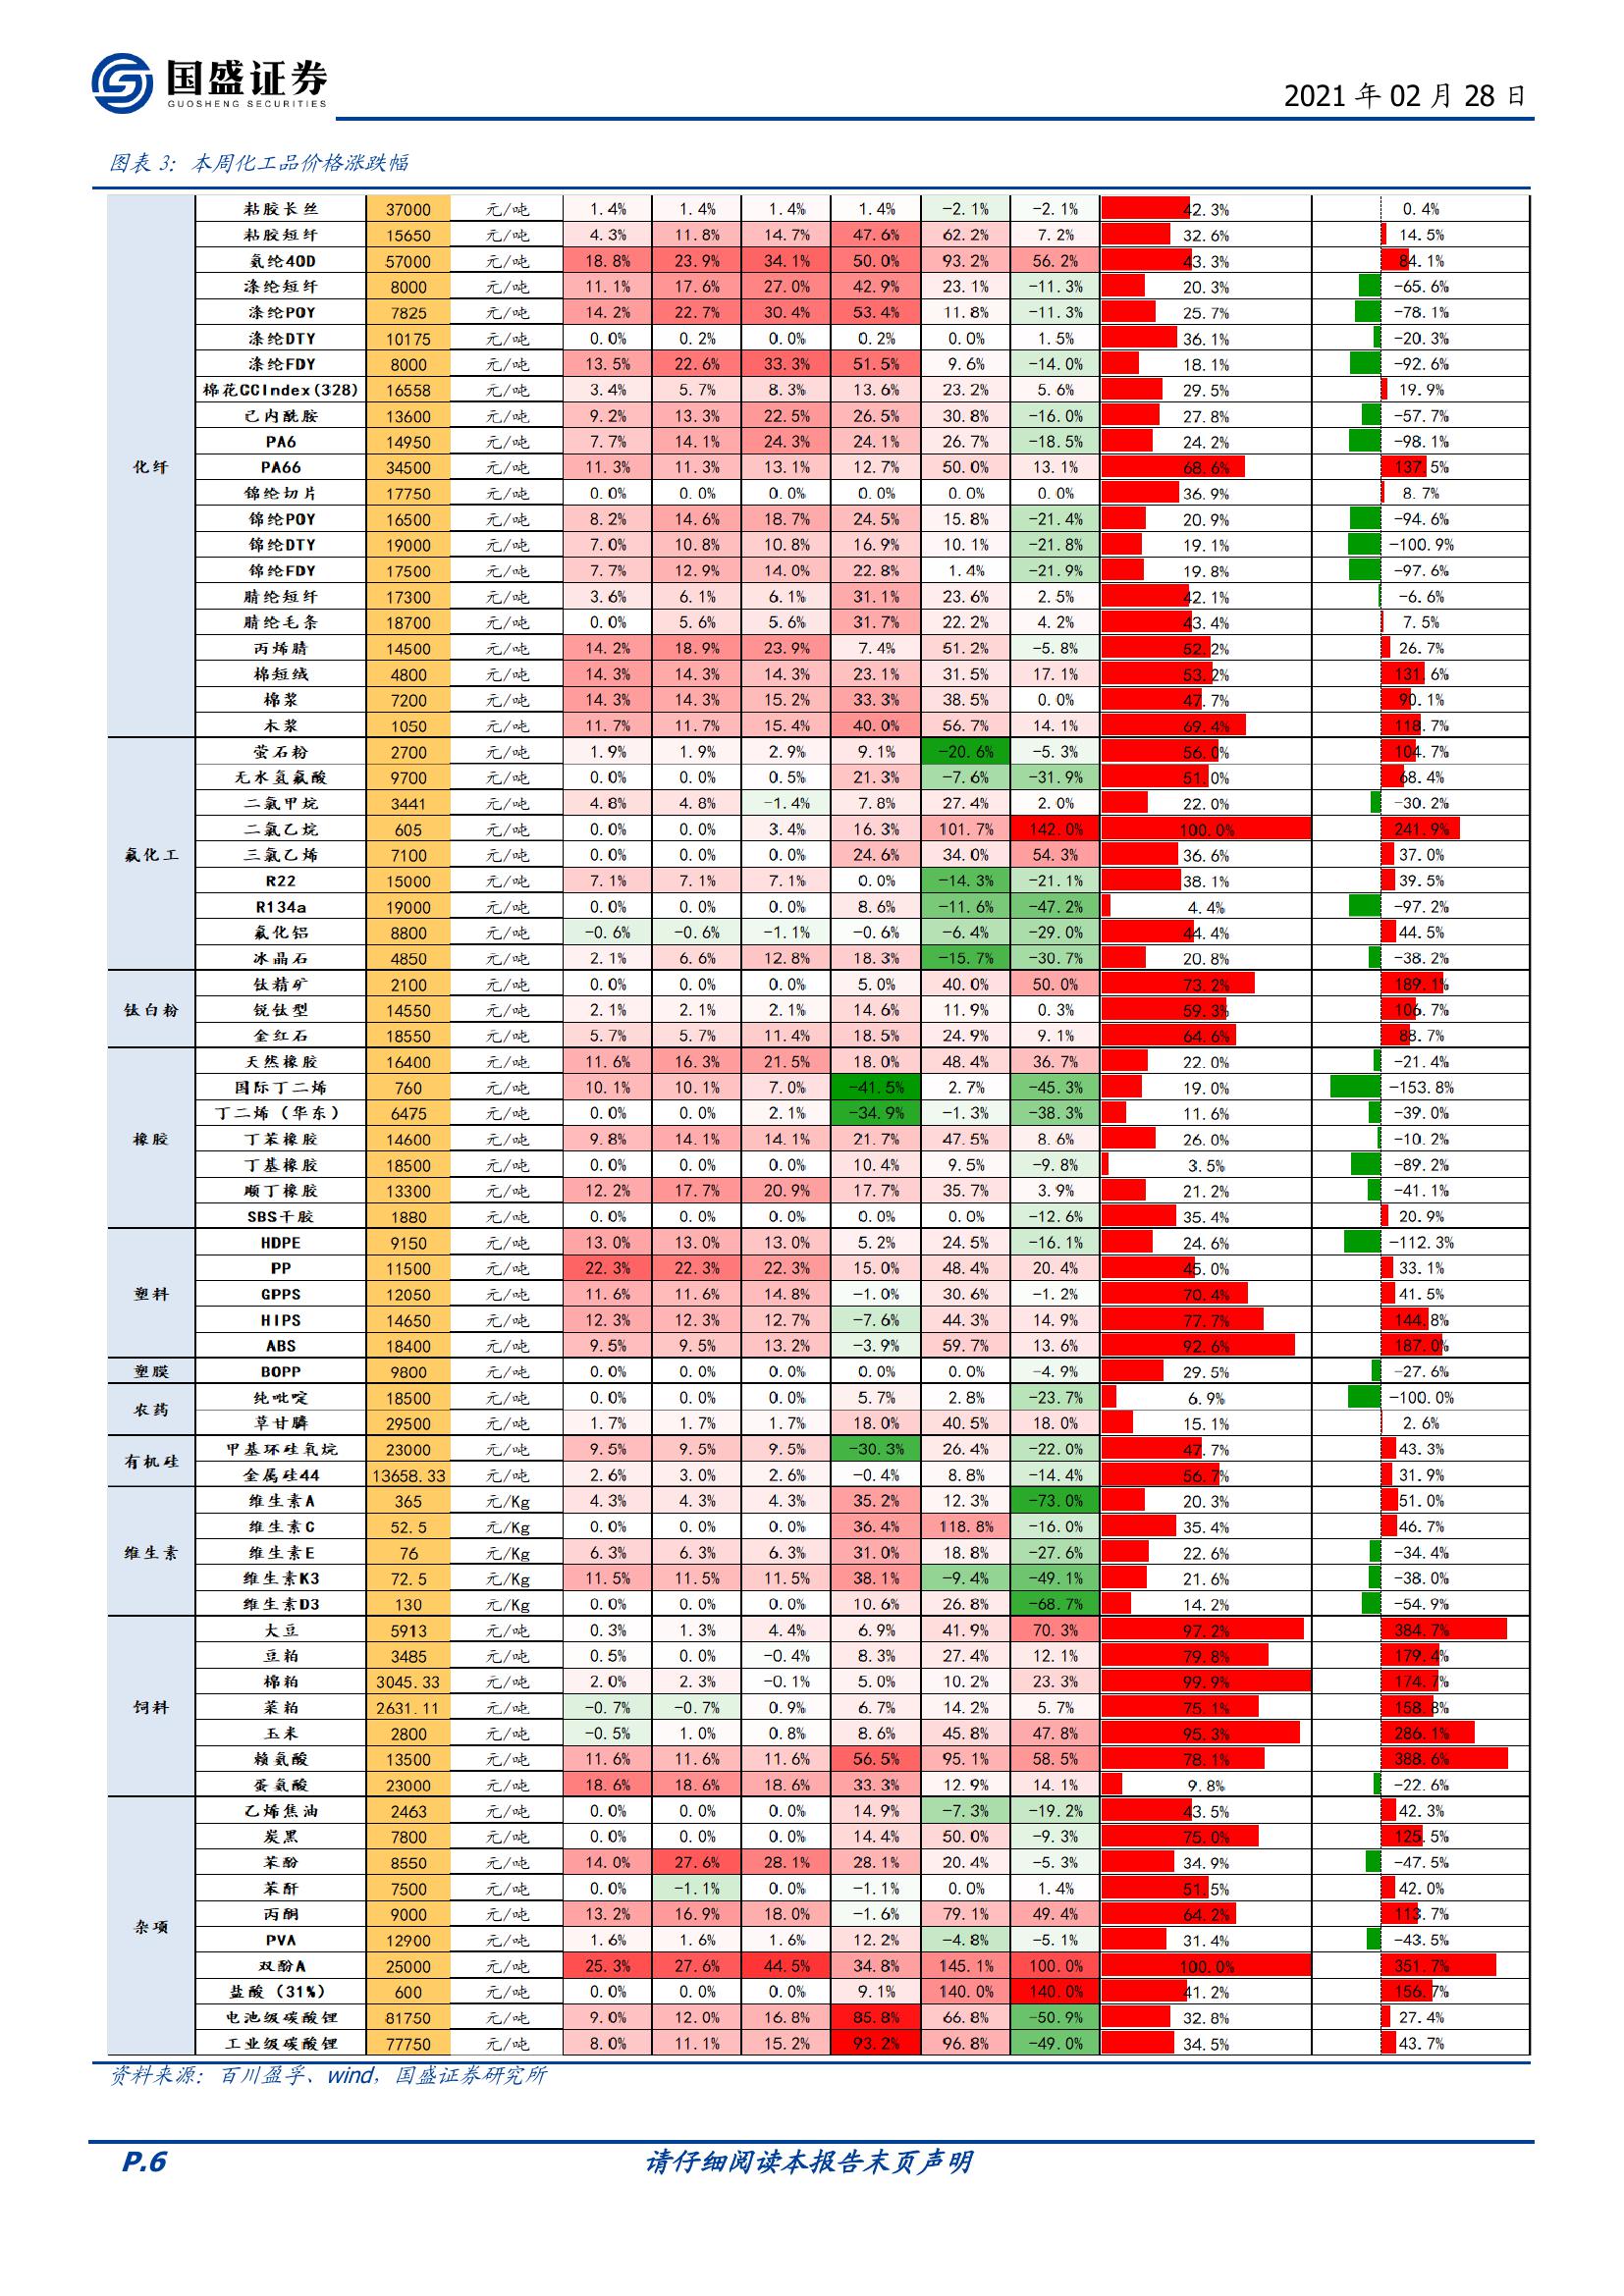 国盛证券
GUOSHENG SECURITIES
2021 年 02 月 28 日
图表 3：本周化工品价格涨跌幅
化纤
粘胶长丝 37000 元/吨 1.4% 1.4% 1.4% 1.4% -2.1% -2.1% 42.3% 0.4%
粘胶短纤 15650 元/吨 4.3% 11.8% 14.7% 47.6% 62.2% 7.2% 32.6% 14.5%
氨纶40D 57000 元/吨 18.8% 23.9% 34.1% 50.0% 93.2% 56.2% 43.3% 84.1%
涤纶短纤 8000 元/吨 11.1% 17.6% 27.0% 42.9% 23.1% -11.3% 20.3% -65.6%
涤纶POY 7825 元/吨 14.2% 22.7% 30.4% 53.4% 11.8% -11.3% 25.7% -78.1%
涤纶DTY 10175 元/吨 0.0% 0.2% 0.0% 0.2% 0.0% 1.5% 36.1% -20.3%
涤纶FDY 8000 元/吨 13.5% 22.6% 33.3% 51.5% 9.6% -14.0% 18.1% -92.6%
棉花CCIndex(328) 16558 元/吨 3.4% 5.7% 8.3% 13.6% 23.2% 5.6% 29.5% 19.9%
己内酰胺 13600 元/吨 9.2% 13.3% 22.5% 26.5% 30.8% -16.0% 27.8% -57.7%
PA6 14950 元/吨 7.7% 14.1% 24.3% 24.1% 26.7% -18.5% 24.2% -98.1%
PA66 34500 元/吨 11.3% 11.3% 13.1% 12.7% 50.0% 13.1% 68.6% 137.5%
锦纶切片 17750 元/吨 0.0% 0.0% 0.0% 0.0% 0.0% 0.0% 36.9% 8.7%
锦纶POY 16500 元/吨 8.2% 14.6% 18.7% 24.5% 15.8% -21.4% 20.9% -94.6%
锦纶DTY 19000 元/吨 7.0% 10.8% 10.8% 16.9% 10.1% -21.8% 19.1% -100.9%
锦纶FDY 17500 元/吨 7.7% 12.9% 14.0% 22.8% 1.4% -21.9% 19.8% -97.6%
腈纶短纤 17300 元/吨 3.6% 6.1% 6.1% 31.1% 23.6% 2.5% 42.1% -6.6%
腈纶毛条 18700 元/吨 0.0% 5.6% 5.6% 31.7% 22.2% 4.2% 43.4% 7.5%
丙烯腈 14500 元/吨 14.2% 18.9% 23.9% 7.4% 51.2% -5.8% 52.2% 26.7%
棉短绒 4800 元/吨 14.3% 14.3% 14.3% 23.1% 31.5% 17.1% 53.2% 131.6%
棉浆 7200 元/吨 14.3% 14.3% 15.2% 33.3% 38.5% 0.0% 47.7% 90.1%
木浆 1050 元/吨 11.7% 11.7% 15.4% 40.0% 56.7% 14.1% 69.4% 118.7%
氟化工
萤石粉 2700 元/吨 1.9% 1.9% 2.9% 9.1% -20.6% -5.3% 56.0% 104.7%
无水氢氟酸 9700 元/吨 0.0% 0.0% 0.5% 21.3% -7.6% -31.9% 51.0% 68.4%
二氯甲烷 3441 元/吨 4.8% 4.8% -1.4% 7.8% 27.4% 2.0% 22.0% -30.2%
二氯乙烷 605 元/吨 0.0% 0.0% 3.4% 16.3% 101.7% 142.0% 100.0% 241.9%
三氯乙烯 7100 元/吨 0.0% 0.0% 0.0% 24.6% 34.0% 54.3% 36.6% 37.0%
R22 15000 元/吨 7.1% 7.1% 7.1% 0.0% -14.3% -21.1% 38.1% 39.5%
R134a 19000 元/吨 0.0% 0.0% 0.0% 8.6% -11.6% -47.2% 4.4% -97.2%
氟化铝 8800 元/吨 -0.6% -0.6% -1.1% -0.6% -6.4% -29.0% 44.4% 44.5%
冰晶石 4850 元/吨 2.1% 6.6% 12.8% 18.3% -15.7% -30.7% 20.8% -38.2%
钛白粉
钛精矿 2100 元/吨 0.0% 0.0% 0.0% 5.0% 40.0% 50.0% 73.2% 189.1%
锐钛型 14550 元/吨 2.1% 2.1% 2.1% 14.6% 11.9% 0.3% 59.3% 106.7%
金红石 18550 元/吨 5.7% 5.7% 11.4% 18.5% 24.9% 9.1% 64.6% 88.7%
橡胶
天然橡胶 16400 元/吨 11.6% 16.3% 21.5% 18.0% 48.4% 36.7% 22.0% -21.4%
国际丁二烯 760 元/吨 10.1% 10.1% 7.0% -41.5% 2.7% -45.3% 19.0% -153.8%
丁二烯（华东） 6475 元/吨 0.0% 0.0% 2.1% -34.9% -1.3% -38.3% 11.6% -39.0%
丁苯橡胶 14600 元/吨 9.8% 14.1% 14.1% 21.7% 47.5% 8.6% 26.0% -10.2%
丁基橡胶 18500 元/吨 0.0% 0.0% 0.0% 10.4% 9.5% -9.8% 3.5% -89.2%
顺丁橡胶 13300 元/吨 12.2% 17.7% 20.9% 17.7% 35.7% 3.9% 21.2% -41.1%
SBS干胶 1880 元/吨 0.0% 0.0% 0.0% 0.0% 0.0% -12.6% 35.4% 20.9%
塑料
HDPE 9150 元/吨 13.0% 13.0% 13.0% 5.2% 24.5% -16.1% 24.6% -112.3%
PP 11500 元/吨 22.3% 22.3% 22.3% 15.0% 48.4% 20.4% 45.0% 33.1%
GPPS 12050 元/吨 11.6% 11.6% 14.8% -1.0% 30.6% -1.2% 70.4% 41.5%
HIPS 14650 元/吨 12.3% 12.3% 12.7% -7.6% 44.3% 14.9% 77.7% 144.8%
ABS 18400 元/吨 9.5% 9.5% 13.2% -3.9% 59.7% 13.6% 92.6% 187.0%
塑膜 BOPP 9800 元/吨 0.0% 0.0% 0.0% 0.0% 0.0% -4.9% 29.5% -27.6%
农药
纯吡啶 18500 元/吨 0.0% 0.0% 0.0% 5.7% 2.8% -23.7% 6.9% -100.0%
草甘膦 29500 元/吨 1.7% 1.7% 1.7% 18.0% 40.5% 18.0% 15.1% 2.6%
有机硅
甲基环硅氧烷 23000 元/吨 9.5% 9.5% 9.5% -30.3% 26.4% -22.0% 47.7% 43.3%
金属硅44 13658.33 元/吨 2.6% 3.0% 2.6% -0.4% 8.8% -14.4% 56.7% 31.9%
维生素
维生素A 365 元/Kg 4.3% 4.3% 4.3% 35.2% 12.3% -73.0% 20.3% 51.0%
维生素C 52.5 元/Kg 0.0% 0.0% 0.0% 36.4% 118.8% -16.0% 35.4% 46.7%
维生素E 76 元/Kg 6.3% 6.3% 6.3% 31.0% 18.8% -27.6% 22.6% -34.4%
维生素K3 72.5 元/Kg 11.5% 11.5% 11.5% 38.1% -9.4% -49.1% 21.6% -38.0%
维生素D3 130 元/Kg 0.0% 0.0% 0.0% 10.6% 26.8% -68.7% 14.2% -54.9%
饲料
大豆 5913 元/吨 0.3% 1.3% 4.4% 6.9% 41.9% 70.3% 97.2% 384.7%
豆粕 3485 元/吨 0.5% 0.0% -0.4% 8.3% 27.4% 12.1% 79.8% 179.4%
棉粕 3045.33 元/吨 2.0% 2.3% -0.1% 5.0% 10.2% 23.3% 99.9% 174.7%
菜粕 2631.11 元/吨 -0.7% -0.7% 0.9% 6.7% 14.2% 5.7% 75.1% 158.8%
玉米 2800 元/吨 -0.5% 1.0% 0.8% 8.6% 45.8% 47.8% 95.3% 286.1%
赖氨酸 13500 元/吨 11.6% 11.6% 11.6% 56.5% 95.1% 58.5% 78.1% 388.6%
蛋氨酸 23000 元/吨 18.6% 18.6% 18.6% 33.3% 12.9% 14.1% 9.8% -22.6%
杂项
乙烯焦油 2463 元/吨 0.0% 0.0% 0.0% 14.9% -7.3% -19.2% 43.5% 42.3%
炭黑 7800 元/吨 0.0% 0.0% 0.0% 14.4% 50.0% -9.3% 75.0% 125.5%
苯酚 8550 元/吨 14.0% 27.6% 28.1% 28.1% 20.4% -5.3% 34.9% -47.5%
苯酐 7500 元/吨 0.0% -1.1% 0.0% -1.1% 0.0% 1.4% 51.5% 42.0%
丙酮 9000 元/吨 13.2% 16.9% 18.0% -1.6% 79.1% 49.4% 64.2% 113.7%
PVA 12900 元/吨 1.6% 1.6% 1.6% 12.2% -4.8% -5.1% 31.4% -43.5%
双酚A 25000 元/吨 25.3% 27.6% 44.5% 34.8% 145.1% 100.0% 100.0% 351.7%
盐酸（31%） 600 元/吨 0.0% 0.0% 0.0% 9.1% 140.0% 140.0% 41.2% 156.7%
电池级碳酸锂 81750 元/吨 9.0% 12.0% 16.8% 85.8% 66.8% -50.9% 32.8% 27.4%
工业级碳酸锂 77750 元/吨 8.0% 11.1% 15.2% 93.2% 96.8% -49.0% 34.5% 43.7%
资料来源：百川盈孚、wind，国盛证券研究所
P.6 请仔细阅读本报告末页声明